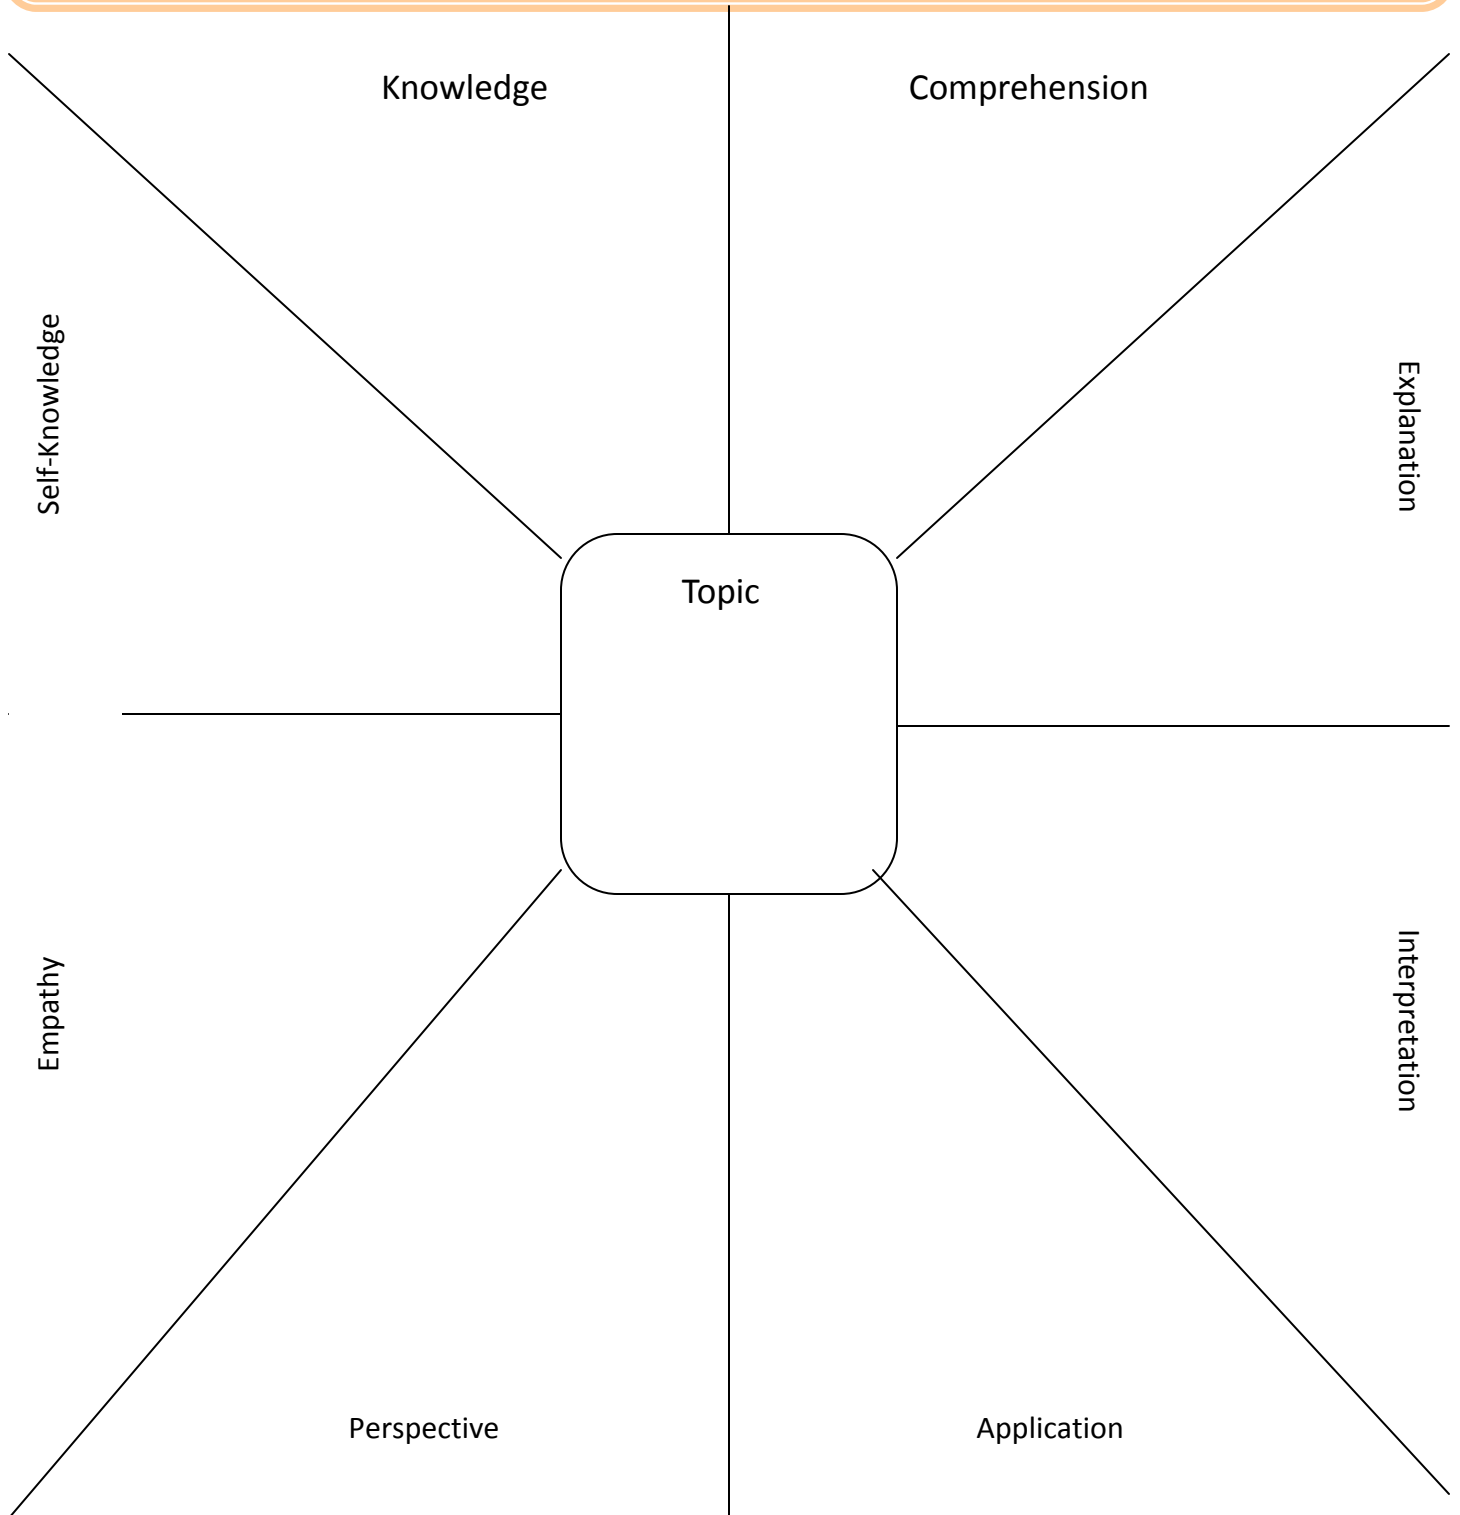 Knowledge
Comprehension
Self-Knowledge
Explanation
Topic
Empathy
Interpretation
Perspective
Application